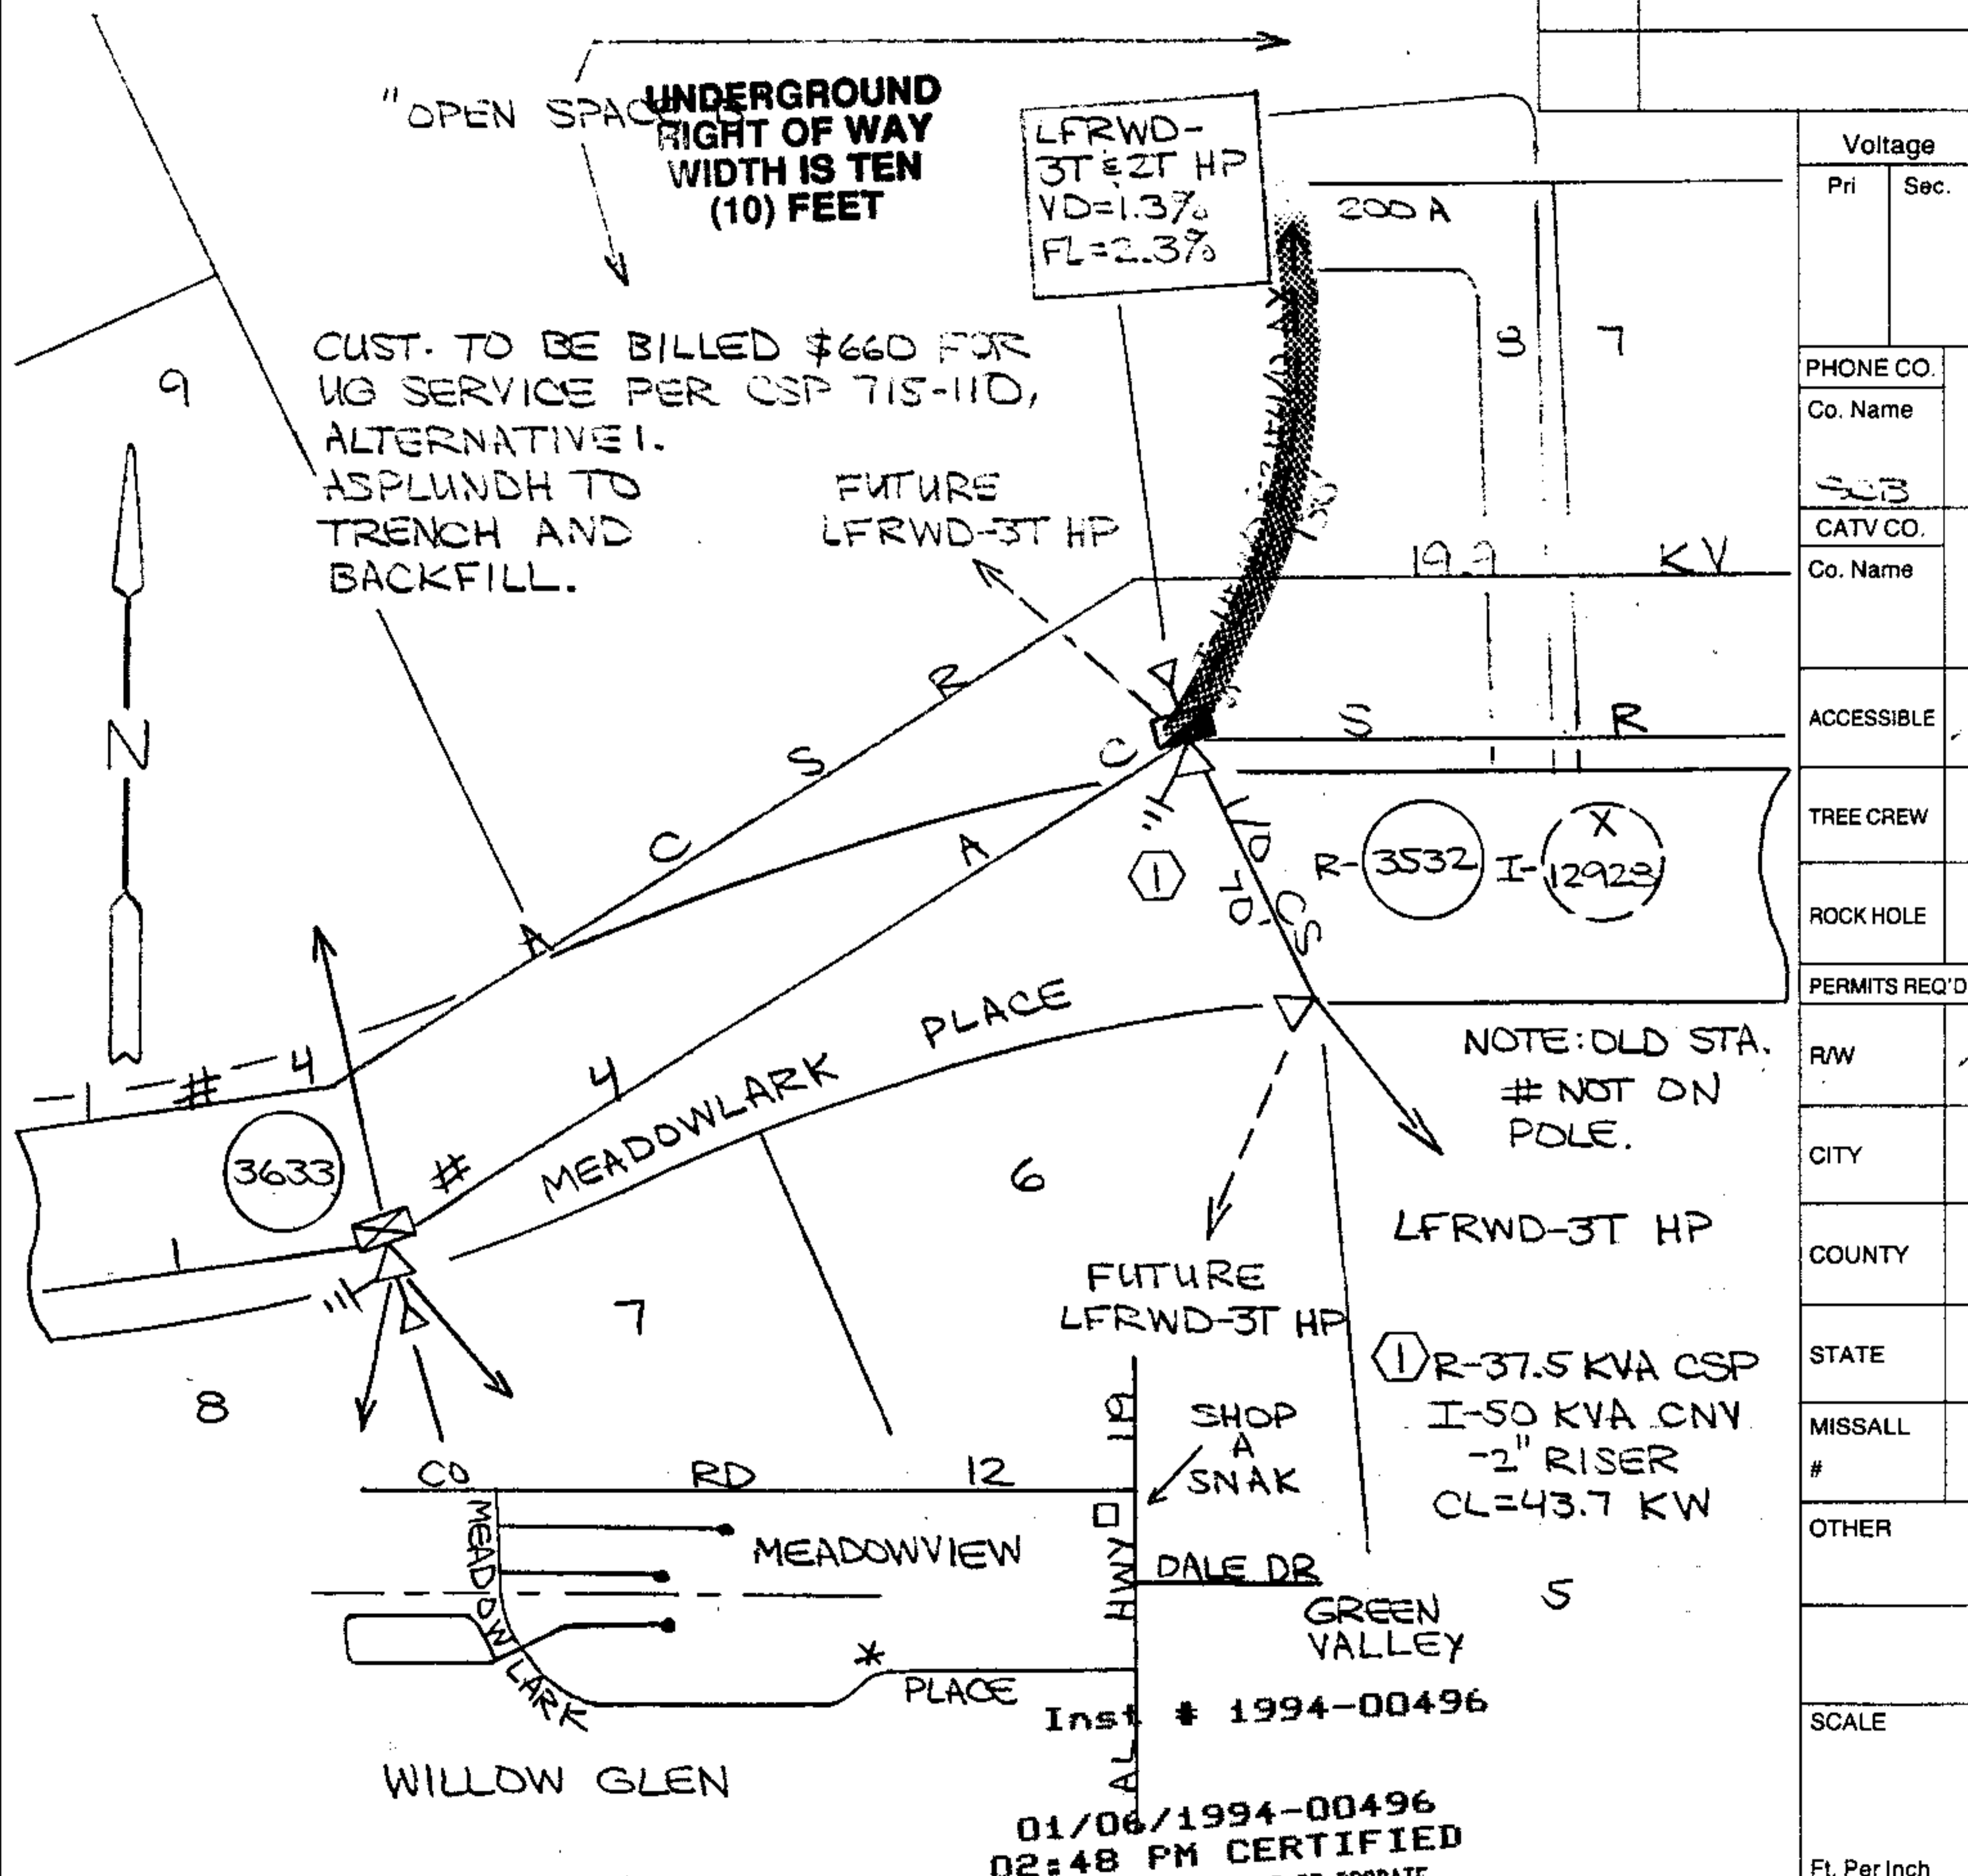 "OPEN SPACE
UNDERGROUND
RIGHT OF WAY
WIDTH IS TEN
(10) FEET
LFRWD-
3T & 2T HP
VD=1.3%
FL=2.3%
200 A
Voltage
Pri
Sec.
CUST. TO BE BILLED $660 FOR
UG SERVICE PER CSP 715-110,
ALTERNATIVE 1.
ASPLUNDH TO
TRENCH AND
BACKFILL.
9
8
7
PHONE CO.
Co. Name
SCB
CATV CO.
Co. Name
FUTURE
LFRWD-3T HP
19.9 KV
N
A C S R
S R
ACCESSIBLE
TREE CREW
ROCK HOLE
PERMITS REQ'D
R/W
CITY
COUNTY
STATE
MISSALL
#
OTHER
SCALE
Ft. Per Inch
1
R-3532
I-12923
X
1 # 4
1 # 4 A C
3633
MEADOWLARK PLACE
NOTE: OLD STA.
# NOT ON
POLE.
6
7
8
LFRWD-3T HP
FUTURE
LFRWD-3T HP
1 R-37.5 KVA CSP
I-50 KVA CNV
-2" RISER
CL=43.7 KW
5
CO RD 12
SHOP
A
SNAK
MEADOWLARK
MEADOWVIEW
AL HWY 119
DALE DR
GREEN
VALLEY
*
PLACE
WILLOW GLEN
Inst # 1994-00496
01/06/1994-00496
02:48 PM CERTIFIED